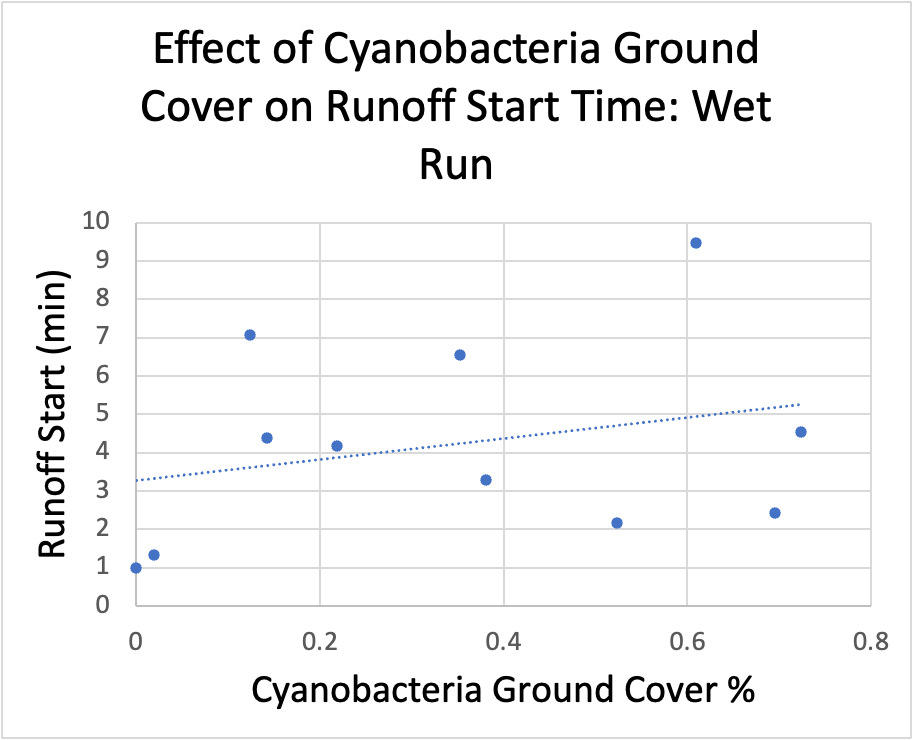 Effect of Cyanobacteria Ground
Cover on Runoff Start Time: Wet
Run
10
9
8
7
6
5
4
3
2
1
0
Runoff Start (min)
0 0.2 0.4 0.6 0.8
Cyanobacteria Ground Cover %